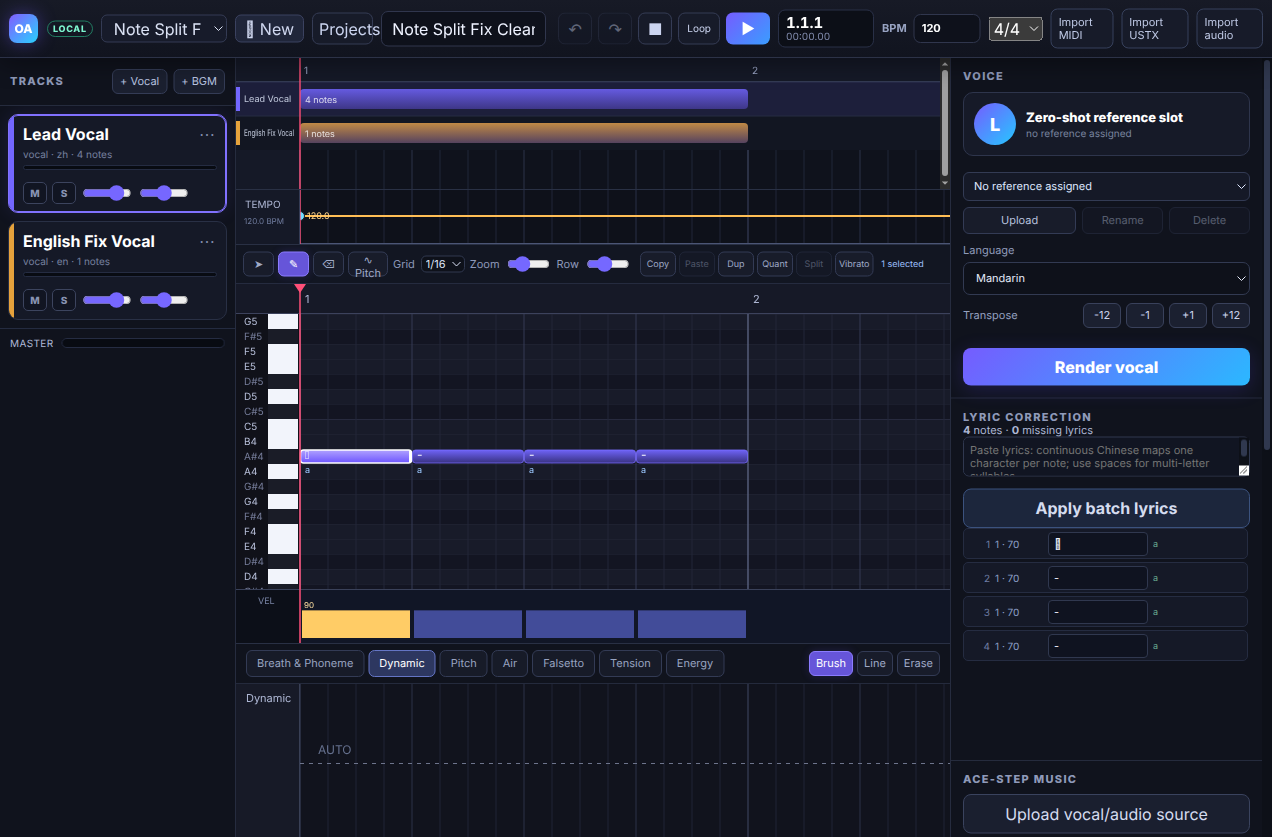 OA LOCAL Note Split F New Projects Note Split Fix Clear Loop 1.1.1 00:00.00 BPM 120 4/4 Import MIDI Import USTX Import audio
TRACKS + Vocal + BGM
Lead Vocal ...
vocal · zh · 4 notes
M S
English Fix Vocal ...
vocal · en · 1 notes
M S
MASTER
1 2
Lead Vocal 4 notes
English Fix Vocal 1 notes
TEMPO
120.0 BPM
120.0
Pitch Grid 1/16 Zoom Row Copy Paste Dup Quant Split Vibrato 1 selected
1 2
G5
F#5
F5
E5
D#5
D5
C#5
C5
B4
A#4 - - -
A4 a a a a
G#4
G4
F#4
F4
E4
D#4
D4
VEL
90
Breath & Phoneme Dynamic Pitch Air Falsetto Tension Energy Brush Line Erase
Dynamic
AUTO
VOICE
L Zero-shot reference slot
no reference assigned
No reference assigned
Upload Rename Delete
Language
Mandarin
Transpose -12 -1 +1 +12
Render vocal
LYRIC CORRECTION
4 notes · 0 missing lyrics
Paste lyrics: continuous Chinese maps one
character per note; use spaces for multi-letter
Apply batch lyrics
1 1 · 70 a
2 1 · 70 - a
3 1 · 70 - a
4 1 · 70 - a
ACE-STEP MUSIC
Upload vocal/audio source